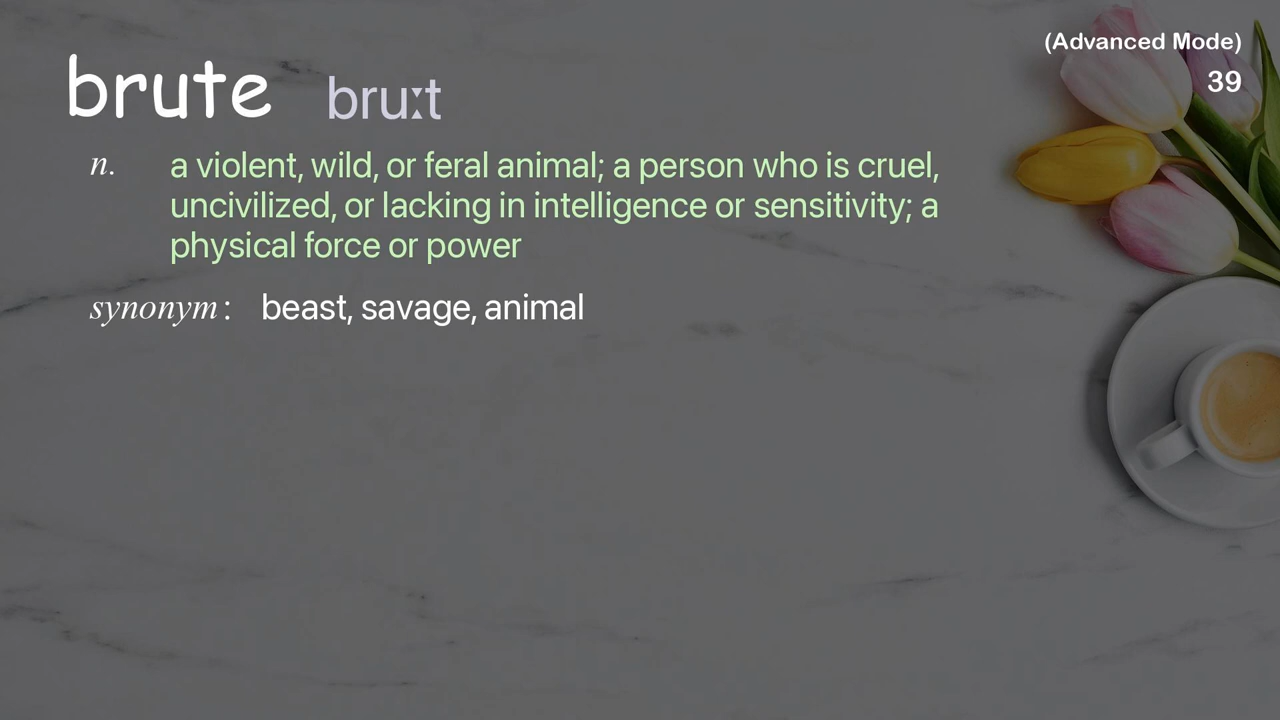 (Advanced Mode)
39
brute bruːt
n. a violent, wild, or feral animal; a person who is cruel,
uncivilized, or lacking in intelligence or sensitivity; a
physical force or power
synonym : beast, savage, animal